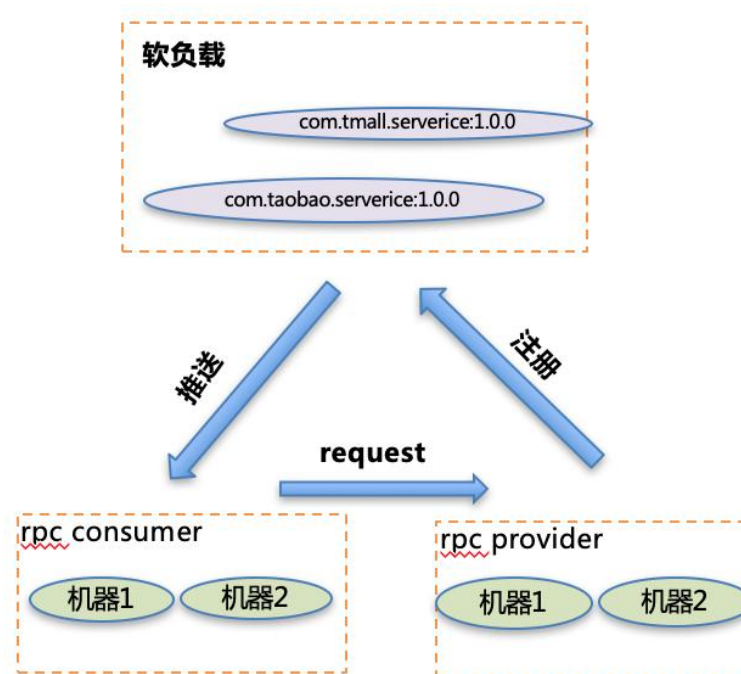 软负载
com.tmall.serverice:1.0.0
com.taobao.serverice:1.0.0
推送
注册
request
rpc consumer
机器1
机器2
rpc provider
机器1
机器2